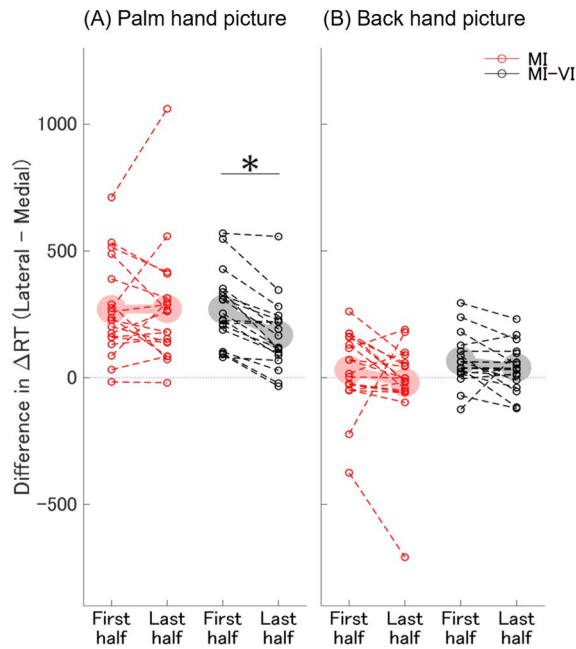 (A) Palm hand picture
(B) Back hand picture
MI
MI-VI
Difference in ΔRT (Lateral - Medial)
1000
500
0
-500
*
First half
Last half
First half
Last half
First half
Last half
First half
Last half